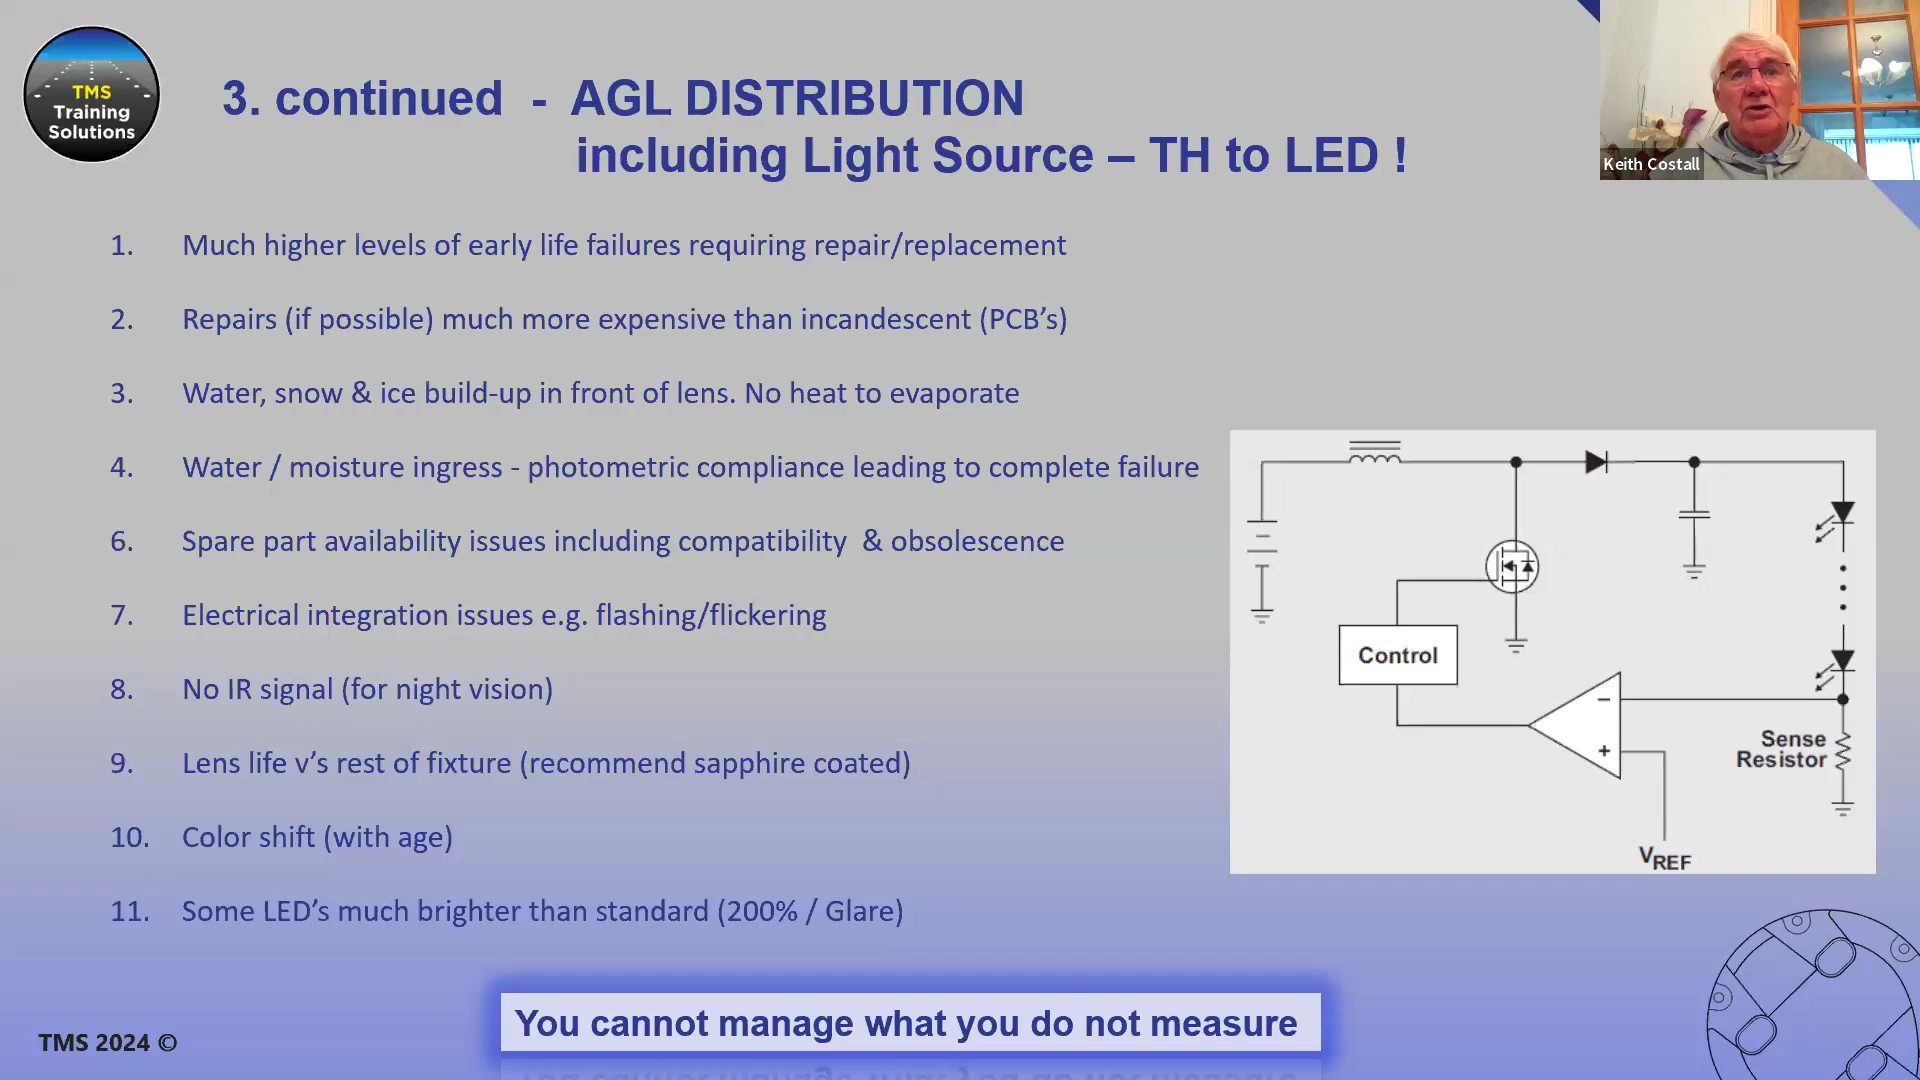 TMS
Training
Solutions
3. continued - AGL DISTRIBUTION
including Light Source – TH to LED !
Keith Costall
1. Much higher levels of early life failures requiring repair/replacement
2. Repairs (if possible) much more expensive than incandescent (PCB’s)
3. Water, snow & ice build-up in front of lens. No heat to evaporate
4. Water / moisture ingress - photometric compliance leading to complete failure
6. Spare part availability issues including compatibility & obsolescence
7. Electrical integration issues e.g. flashing/flickering
8. No IR signal (for night vision)
9. Lens life v’s rest of fixture (recommend sapphire coated)
10. Color shift (with age)
11. Some LED’s much brighter than standard (200% / Glare)
Control
−
+
Sense
Resistor
VREF
You cannot manage what you do not measure
TMS 2024 ©